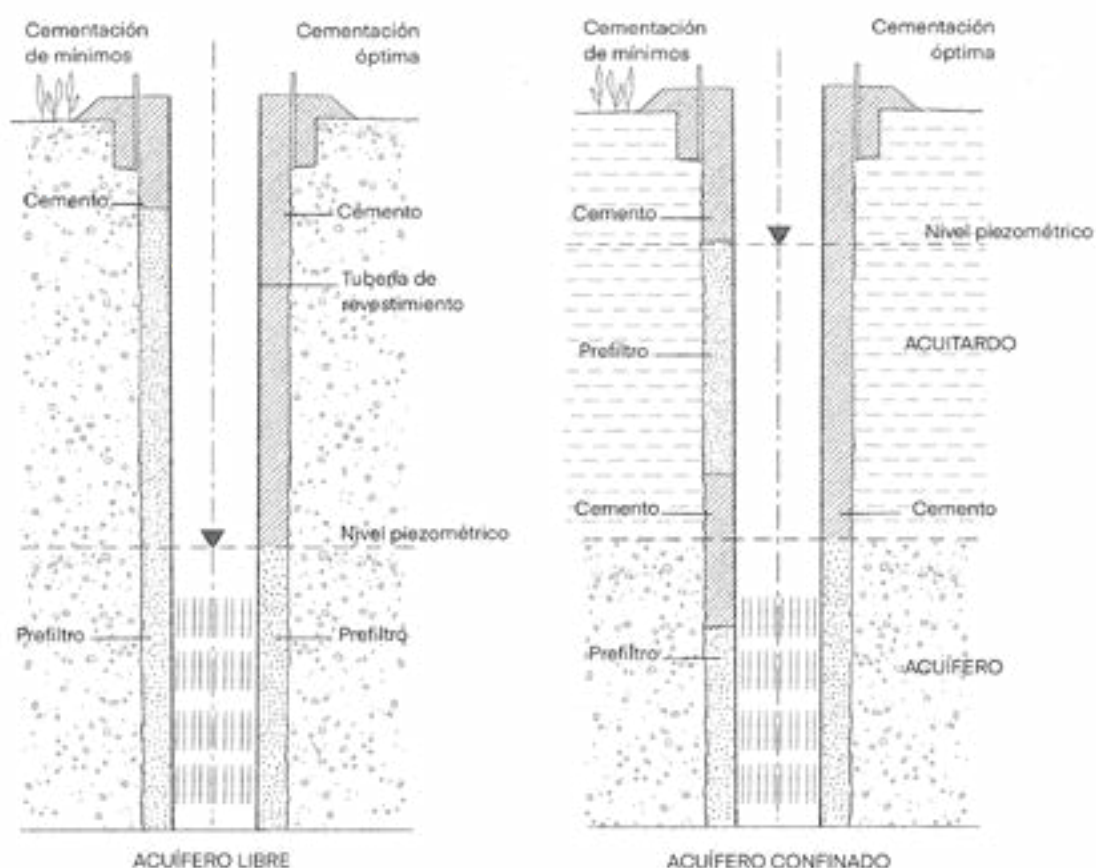 Cementación
de mínimos
Cementación
óptima
Cemento
Cémento
Tubería de
revestimiento
Nivel piezométrico
Prefiltro
Prefiltro
ACUÍFERO LIBRE
Cementación
de mínimos
Cementación
óptima
Cemento
Nivel piezométrico
Prefiltro
ACUITARDO
Cemento
Cemento
Prefiltro
ACUÍFERO
ACUÍFERO CONFINADO